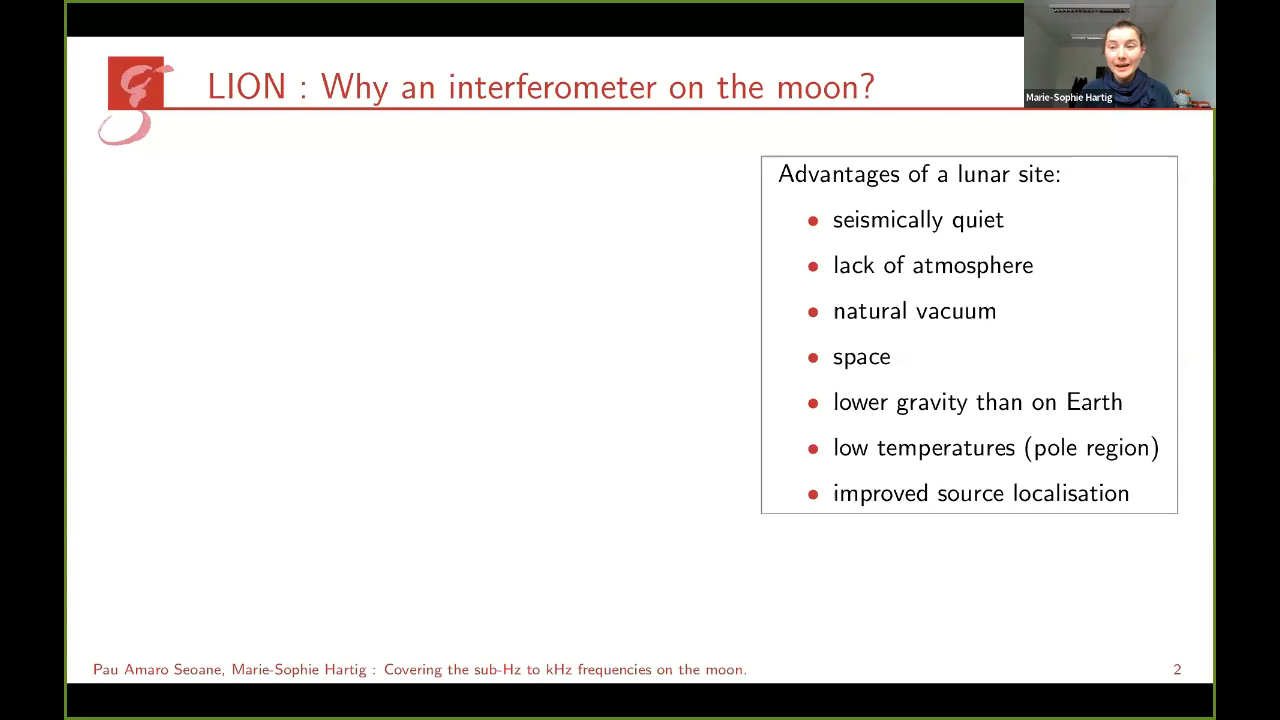 LION : Why an interferometer on the moon?
Marie-Sophie Hartig
Advantages of a lunar site:
seismically quiet
lack of atmosphere
natural vacuum
space
lower gravity than on Earth
low temperatures (pole region)
improved source localisation
Pau Amaro Seoane, Marie-Sophie Hartig : Covering the sub-Hz to kHz frequencies on the moon.
2